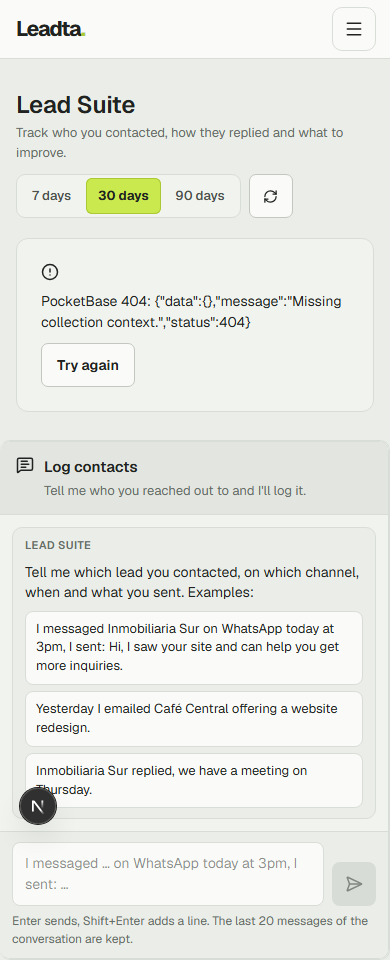 Leadta.
Lead Suite
Track who you contacted, how they replied and what to
improve.
7 days
30 days
90 days
PocketBase 404: {"data":{},"message":"Missing
collection context.","status":404}
Try again
Log contacts
Tell me who you reached out to and I'll log it.
LEAD SUITE
Tell me which lead you contacted, on which channel,
when and what you sent. Examples:
I messaged Inmobiliaria Sur on WhatsApp today at
3pm, I sent: Hi, I saw your site and can help you get
more inquiries.
Yesterday I emailed Café Central offering a website
redesign.
Inmobiliaria Sur replied, we have a meeting on
Thursday.
N
I messaged … on WhatsApp today at 3pm, I
sent: …
Enter sends, Shift+Enter adds a line. The last 20 messages of the
conversation are kept.